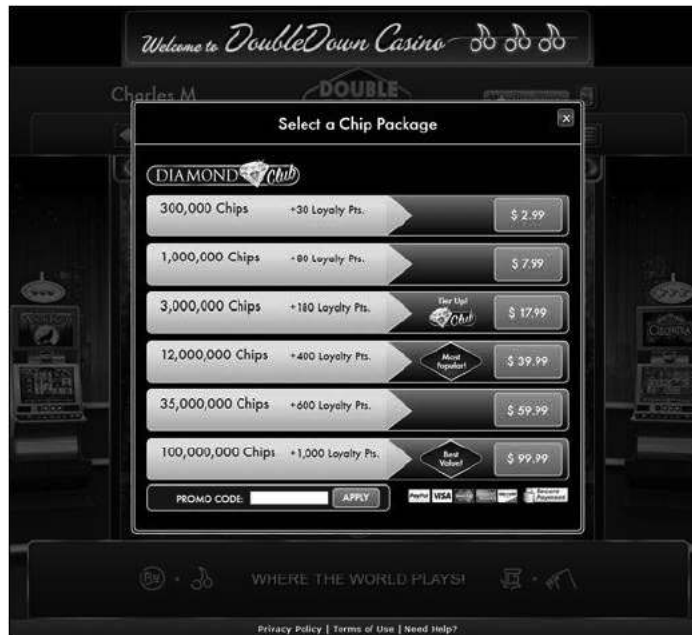 Welcome to DoubleDown Casino
Charles M
DOUBLE
Select a Chip Package
x
DIAMOND Club
300,000 Chips +30 Loyalty Pts. $ 2.99
1,000,000 Chips +80 Loyalty Pts. $ 7.99
3,000,000 Chips +180 Loyalty Pts. Tier Up! Club $ 17.99
12,000,000 Chips +400 Loyalty Pts. Most Popular! $ 39.99
35,000,000 Chips +600 Loyalty Pts. $ 59.99
100,000,000 Chips +1,000 Loyalty Pts. Best Value! $ 99.99
PROMO CODE: APPLY PayPal VISA Secure Payment
WHERE THE WORLD PLAYS!
Privacy Policy | Terms of Use | Need Help?